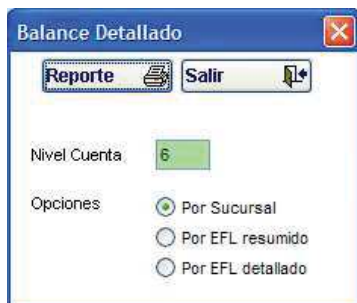 Balance Detallado
Reporte Salir
Nivel Cuenta 6
Opciones Por Sucursal
Por EFL resumido
Por EFL detallado